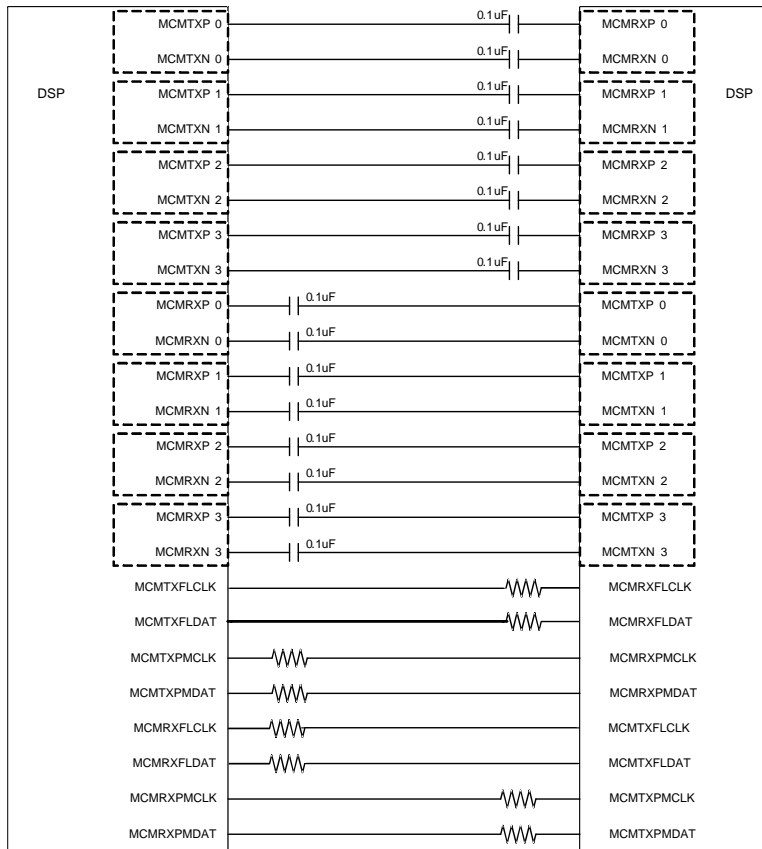 MCMTXP 0 0.1uF MCMRXP 0
MCMTXN 0 0.1uF MCMRXN 0
DSP MCMTXP 1 0.1uF MCMRXP 1 DSP
MCMTXN 1 0.1uF MCMRXN 1
MCMTXP 2 0.1uF MCMRXP 2
MCMTXN 2 0.1uF MCMRXN 2
MCMTXP 3 0.1uF MCMRXP 3
MCMTXN 3 0.1uF MCMRXN 3
MCMRXP 0 0.1uF MCMTXP 0
MCMRXN 0 0.1uF MCMTXN 0
MCMRXP 1 0.1uF MCMTXP 1
MCMRXN 1 0.1uF MCMTXN 1
MCMRXP 2 0.1uF MCMTXP 2
MCMRXN 2 0.1uF MCMTXN 2
MCMRXP 3 0.1uF MCMTXP 3
MCMRXN 3 0.1uF MCMTXN 3
MCMTXFLCLK MCMRXFLCLK
MCMTXFLDAT MCMRXFLDAT
MCMTXPMCLK MCMRXPMCLK
MCMTXPMDAT MCMRXPMDAT
MCMRXFLCLK MCMTXFLCLK
MCMRXFLDAT MCMTXFLDAT
MCMRXPMCLK MCMTXPMCLK
MCMRXPMDAT MCMTXPMDAT